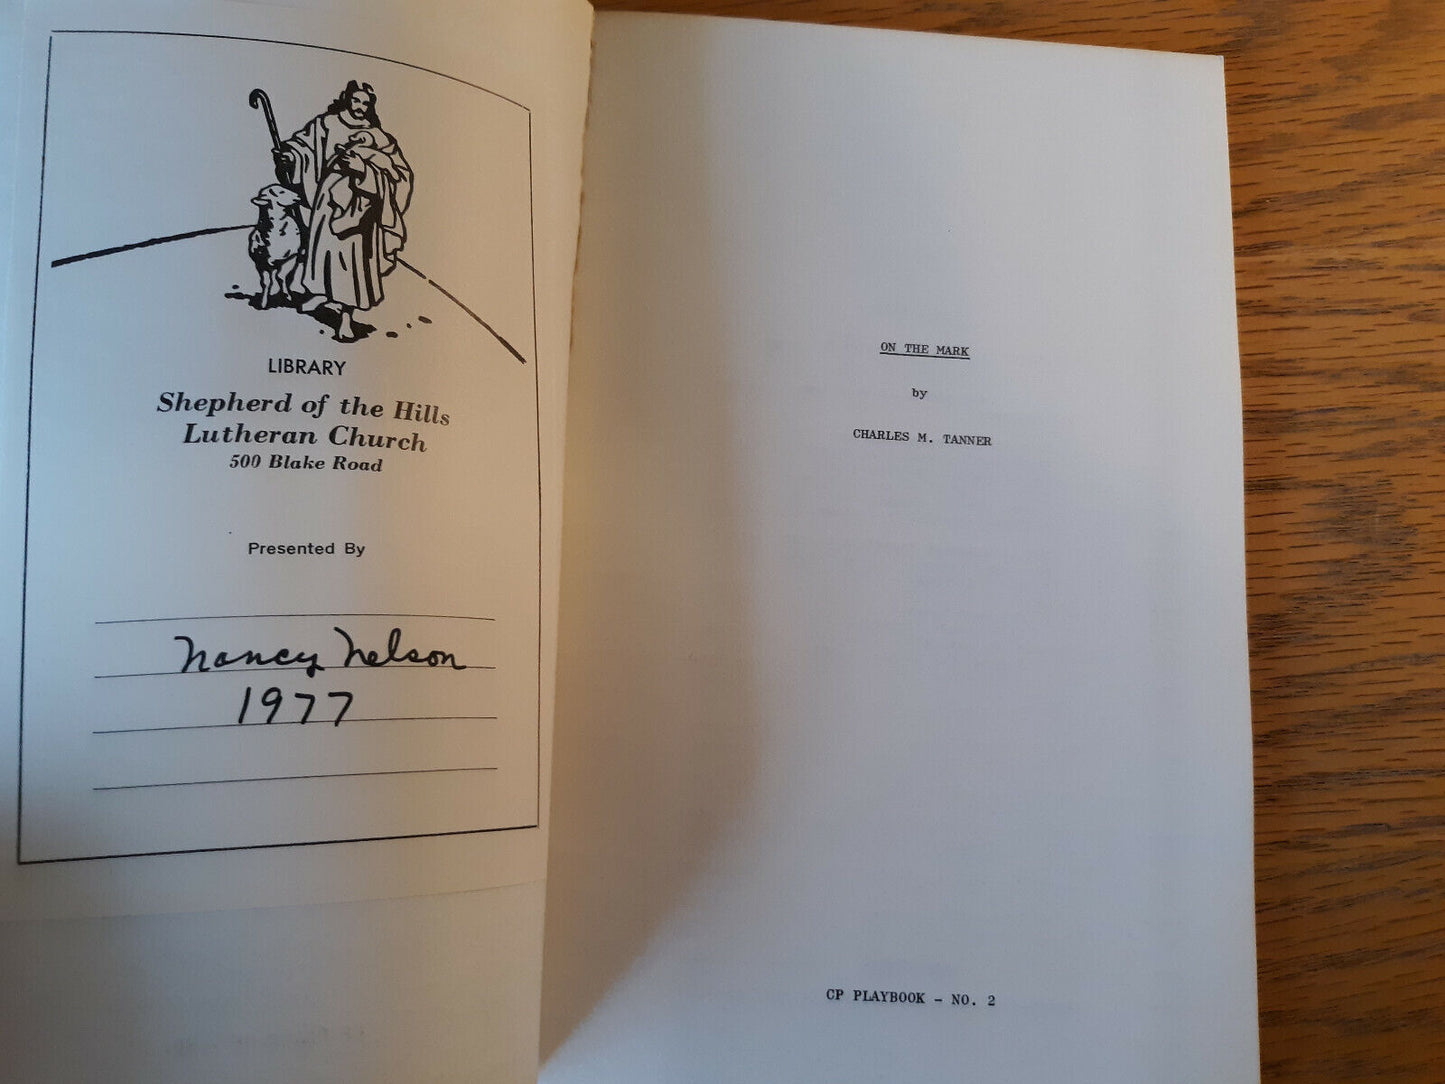 LIBRARY
Shepherd of the Hills
Lutheran Church
500 Blake Road
Presented By
Nancy Nelson
1977
ON THE MARK
by
CHARLES M. TANNER
CP PLAYBOOK - NO. 2